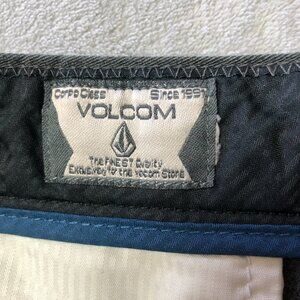 Corpo Class Since 1991
VOLCOM
The FINEST Quality
Exclusively for the Volcom Store